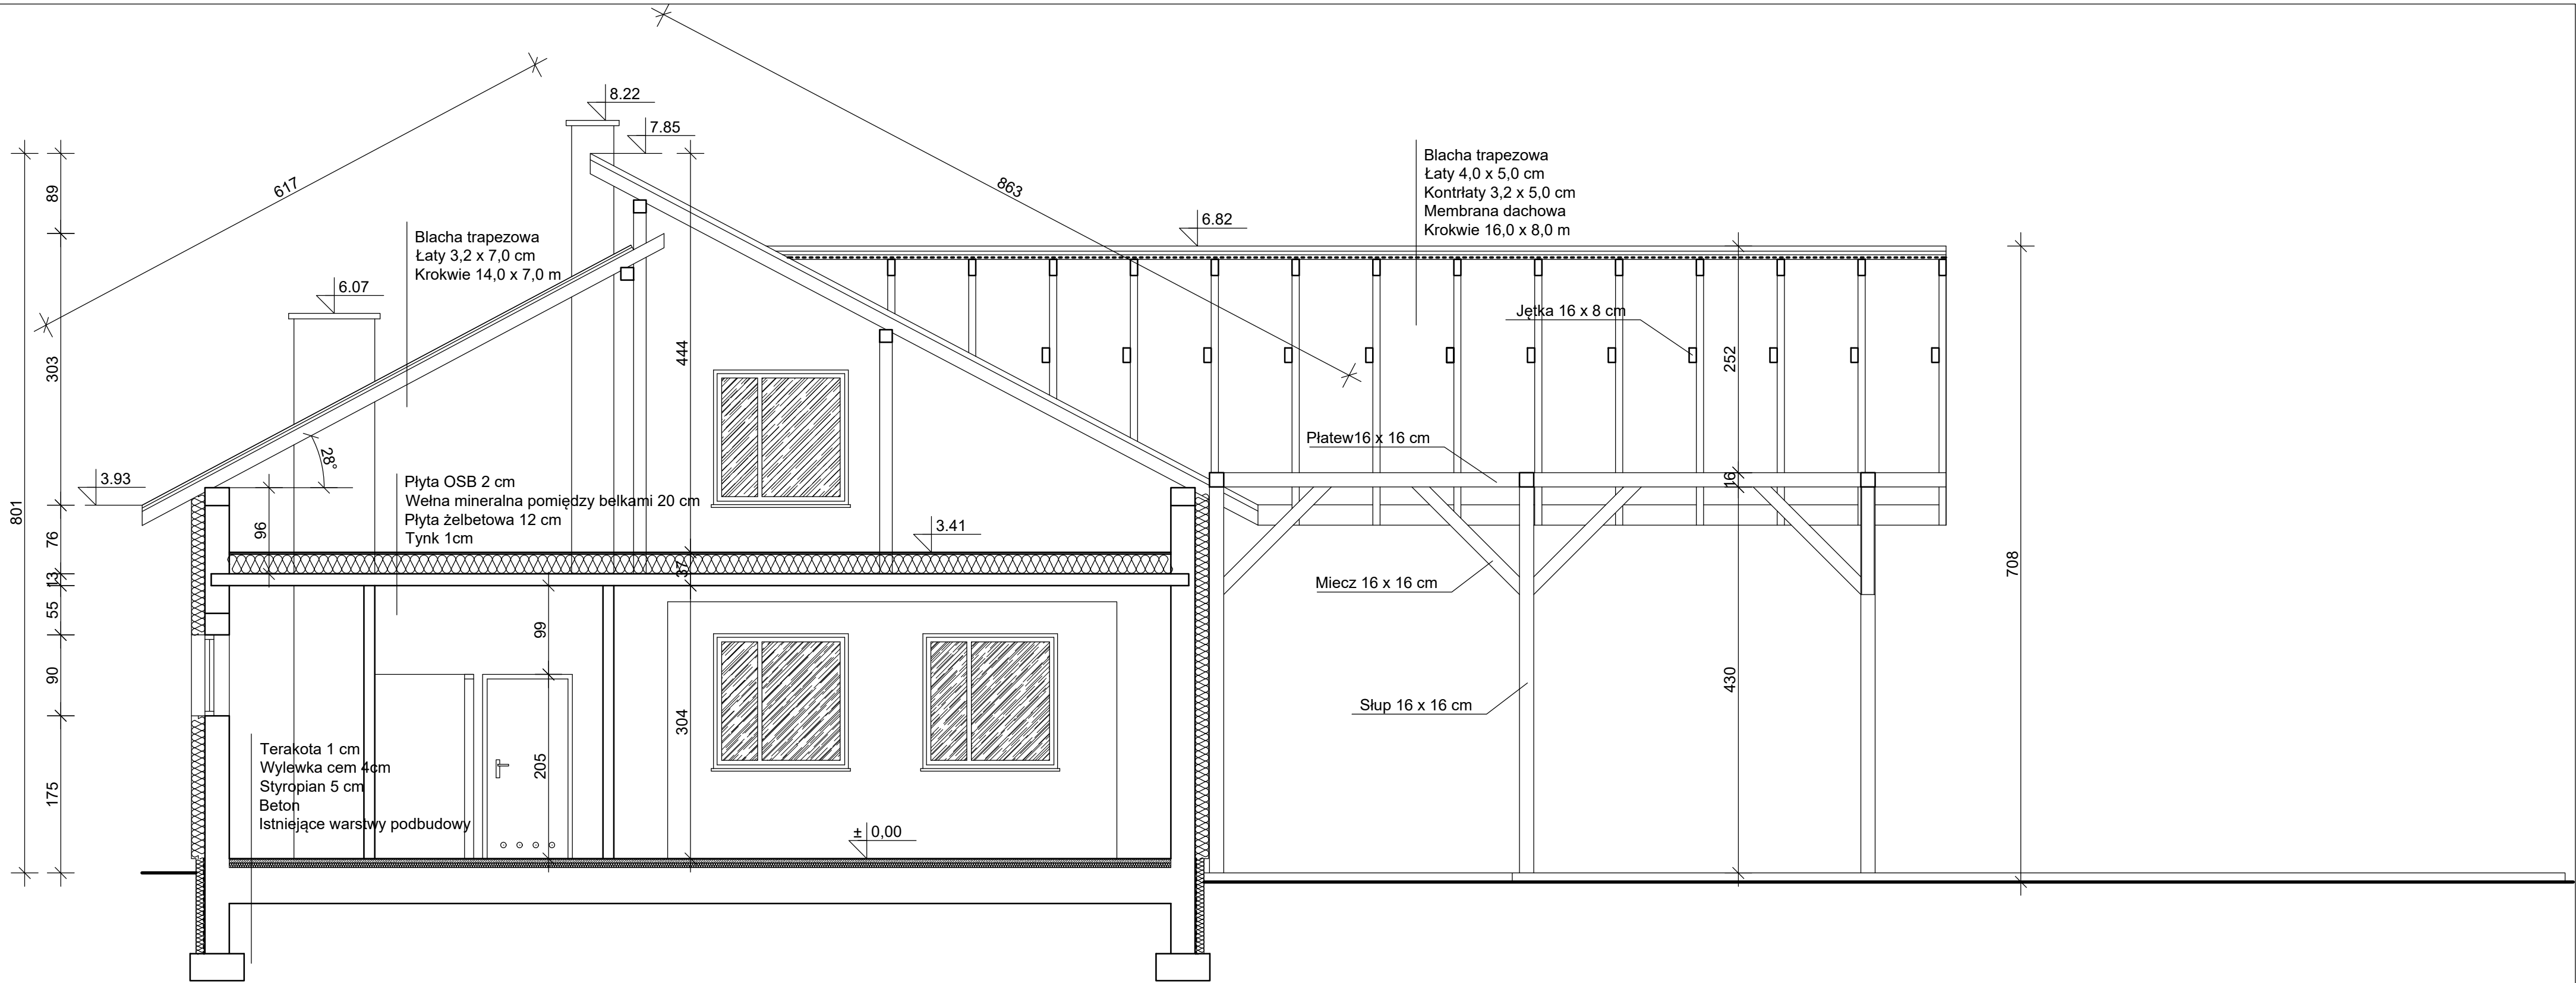 8.22
7.85
617
863
Blacha trapezowa
Łaty 4,0 x 5,0 cm
Kontrłaty 3,2 x 5,0 cm
Membrana dachowa
Krokwie 16,0 x 8,0 m
89
6.82
Blacha trapezowa
Łaty 3,2 x 7,0 cm
Krokwie 14,0 x 7,0 m
6.07
Jętka 16 x 8 cm
303
444
252
28°
Płatew16 x 16 cm
3.93
Płyta OSB 2 cm
Wełna mineralna pomiędzy belkami 20 cm
Płyta żelbetowa 12 cm
Tynk 1cm
16
801
96
76
3.41
708
13
37
Miecz 16 x 16 cm
55
99
90
430
304
205
Słup 16 x 16 cm
175
Terakota 1 cm
Wylewka cem 4cm
Styropian 5 cm
Beton
Istniejące warstwy podbudowy
± 0,00